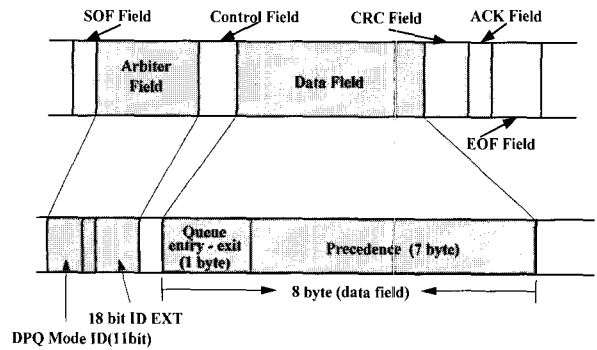 SOF Field
Control Field
CRC Field
ACK Field
Arbiter
Field
Data Field
EOF Field
Queue
entry - exit
(1 byte)
Precedence (7 byte)
8 byte (data field)
18 bit ID EXT
DPQ Mode ID(11bit)